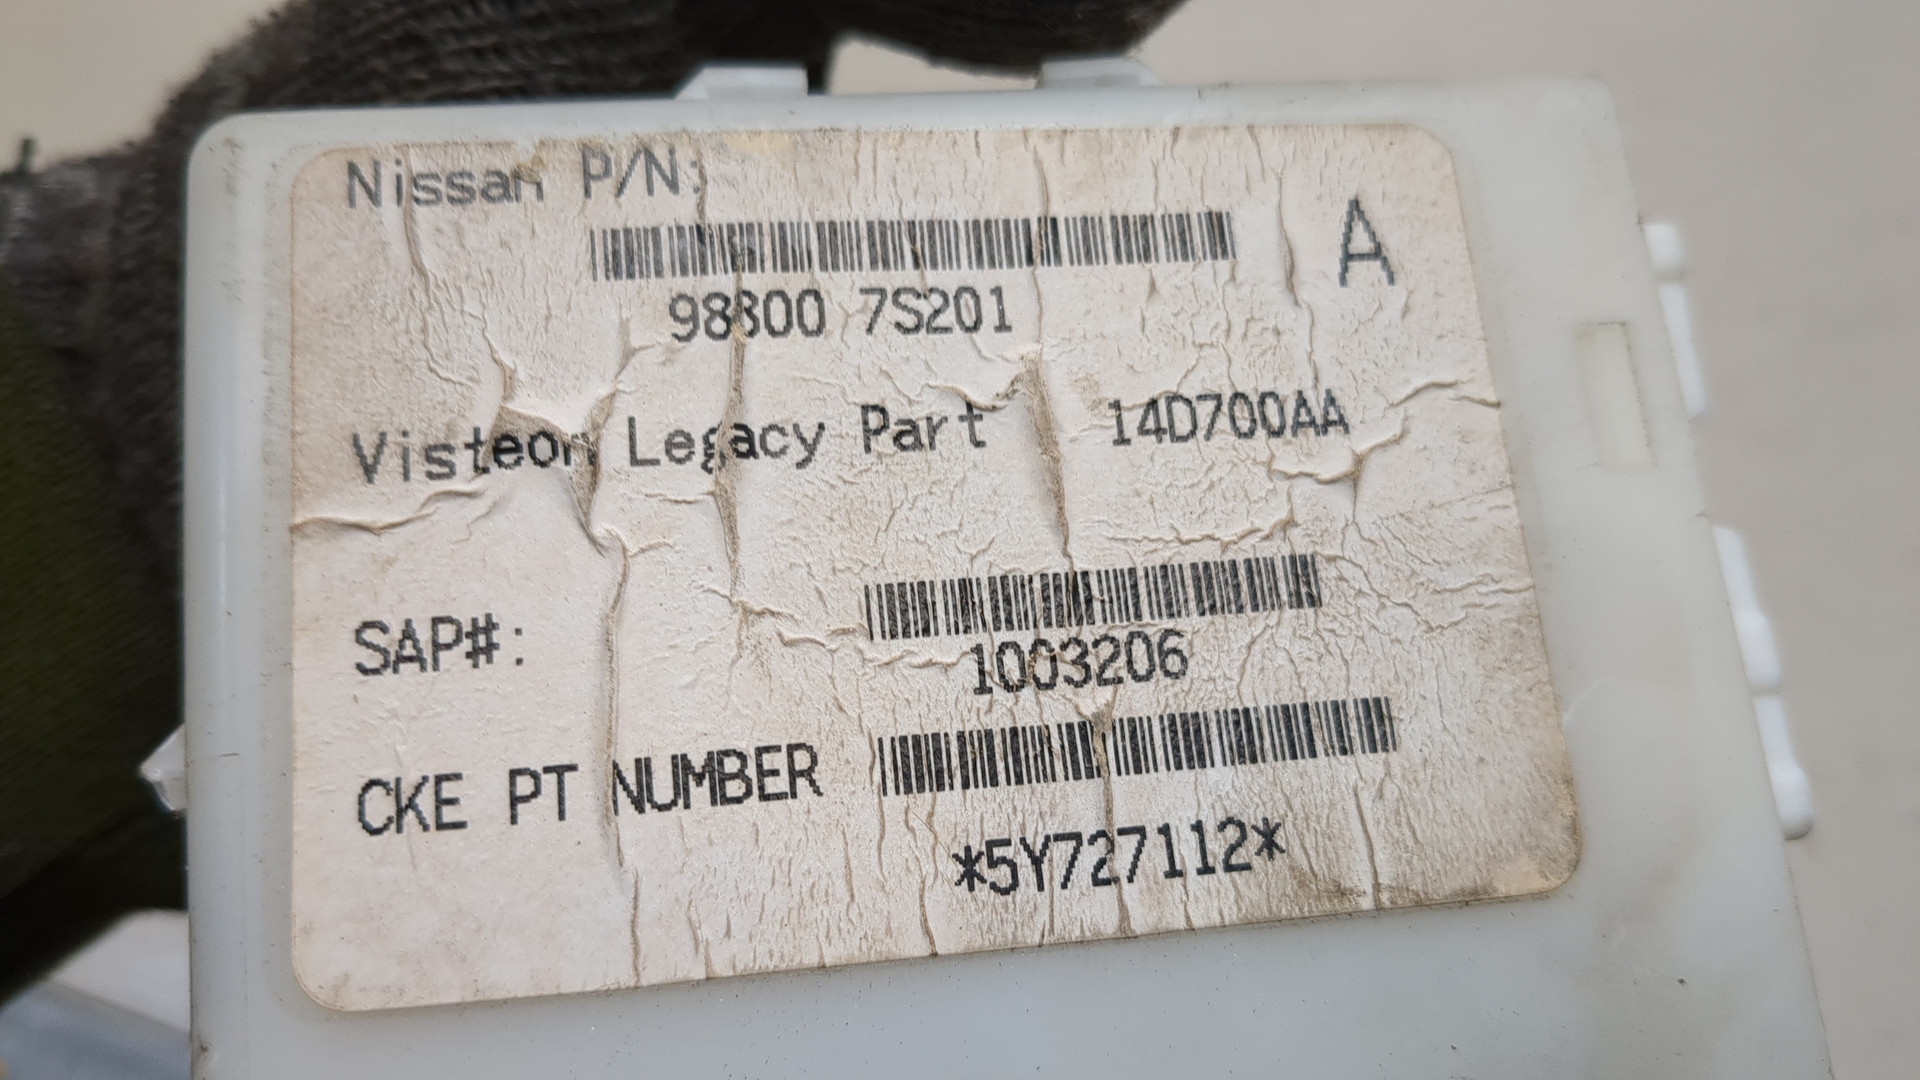 Nissan P/N:
A
98800 7S201
Visteon Legacy Part 14D700AA
SAP#:
1003206
CKE PT NUMBER
*5Y727112*